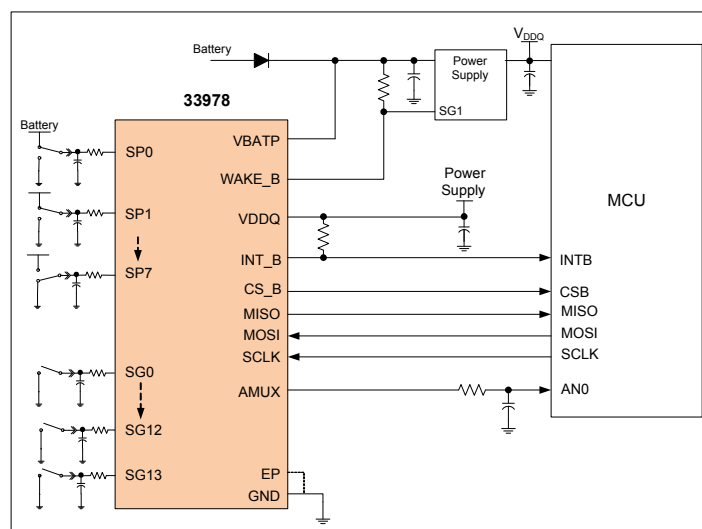 Battery
V_DDQ
Power
Supply
33978
SG1
Battery
VBATP
SP0
WAKE_B
Power
Supply
MCU
SP1
VDDQ
INT_B
INTB
SP7
CS_B
CSB
MISO
MISO
MOSI
MOSI
SCLK
SCLK
SG0
AMUX
AN0
SG12
SG13
EP
GND